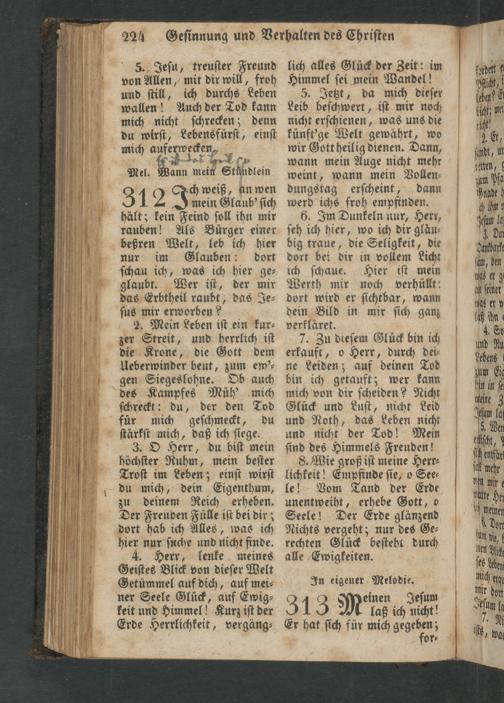 224 Gesinnung und Verhalten des Christen
5. Jesu, treuster Freund
von Allen, mit dir will, froh
und still, ich durchs Leben
wallen! Auch der Tod kann
mich nicht schrecken; denn
du wirst, Lebensfürst, einst
mich auferwecken.
Mel. Wann mein Stündlein
312 Ich weiß, an wen
mein Glaub' sich
hält; kein Feind soll ihn mir
rauben! Als Bürger einer
beßren Welt, leb ich hier
nur im Glauben: dort
schau ich, was ich hier ge-
glaubt. Wer ist, der mir
das Erbtheil raubt, das Je-
sus mir erworben?
2. Mein Leben ist ein kur-
zer Streit, und herrlich ist
die Krone, die Gott dem
Ueberwinder beut, zum ew'-
gen Siegeslohne. Ob auch
des Kampfes Müh' mich
schreckt: du, der den Tod
für mich geschmeckt, du
stärkst mich, daß ich siege.
3. O Herr, du bist mein
höchster Ruhm, mein bester
Trost im Leben; einst wirst
du mich, dein Eigenthum,
zu deinem Reich erheben.
Der Freuden Fülle ist bei dir;
dort hab ich Alles, was ich
hier nur suche und nicht finde.
4. Herr, lenke meines
Geistes Blick von dieser Welt
Getümmel auf dich, auf mei-
ner Seele Glück, auf Ewig-
keit und Himmel! Kurz ist der
Erde Herrlichkeit, vergäng-
lich alles Glück der Zeit: im
Himmel sei mein Wandel!
5. Jetzt, da mich dieser
Leib beschwert, ist mir noch
nicht erschienen, was uns die
künft'ge Welt gewährt, wo
wir Gott heilig dienen. Dann,
wann mein Auge nicht mehr
weint, wann mein Vollen-
dungstag erscheint, dann
werd ichs froh empfinden.
6. Im Dunkeln nur, Herr,
seh ich hier, wo ich dir gläu-
big traue, die Seligkeit, die
dort bei dir in vollem Licht
ich schaue. Hier ist mein
Werth mir noch verhüllt:
dort wird er sichtbar, wann
dein Bild in mir sich ganz
verkläret.
7. Zu diesem Glück bin ich
erkauft, o Herr, durch dei-
ne Leiden; auf deinen Tod
bin ich getauft; wer kann
mich von dir scheiden? Nicht
Glück und Lust, nicht Leid
und Noth, das Leben nicht
und nicht der Tod! Mein
sind des Himmels Freuden!
8. Wie groß ist meine Herr-
lichkeit! Empfinde sie, o See-
le! Vom Tand der Erde
unentweiht, erhebe Gott, o
Seele! Der Erde glänzend
Nichts vergeht; nur des Ge-
rechten Glück besteht durch
alle Ewigkeiten.
In eigener Melodie.
313 Meinen Jesum
laß ich nicht!
Er hat sich für mich gegeben;
for-